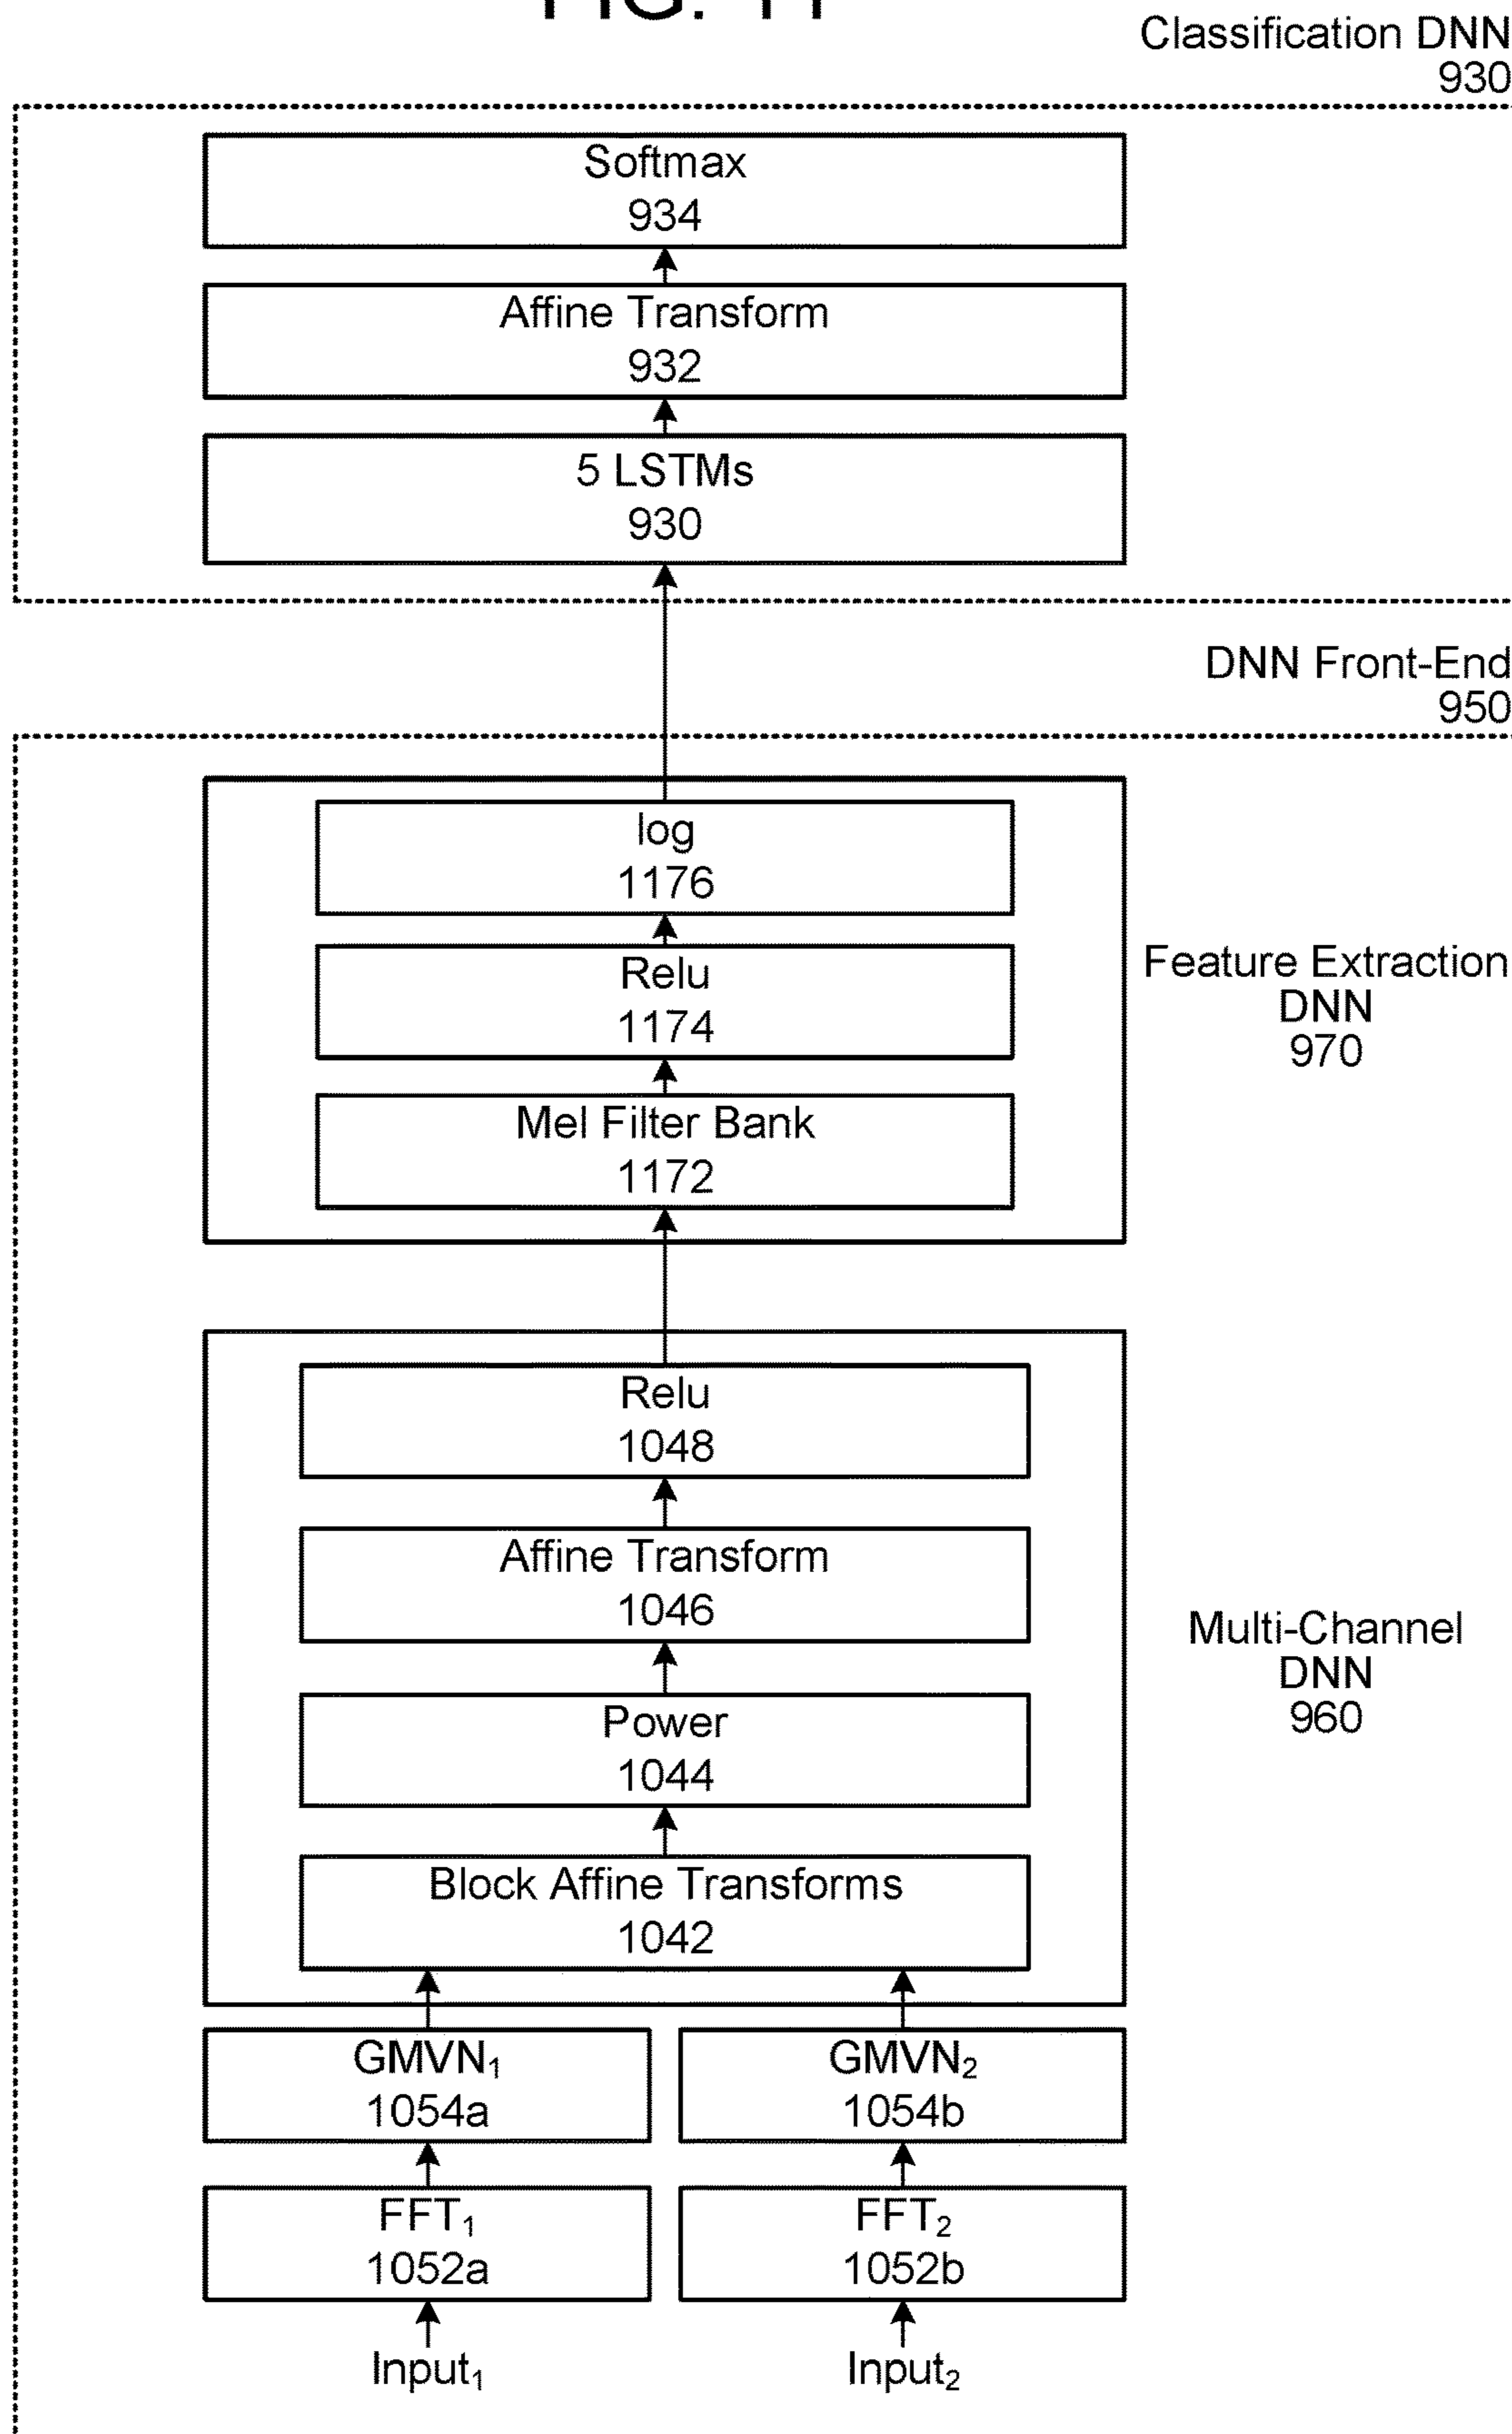 FIG. 11
Classification DNN
930
Softmax
934
Affine Transform
932
5 LSTMs
930
DNN Front-End
950
log
1176
Relu
1174
Mel Filter Bank
1172
Feature Extraction
DNN
970
Relu
1048
Affine Transform
1046
Power
1044
Block Affine Transforms
1042
Multi-Channel
DNN
960
GMVN₁
1054a
GMVN₂
1054b
FFT₁
1052a
FFT₂
1052b
Input₁
Input₂